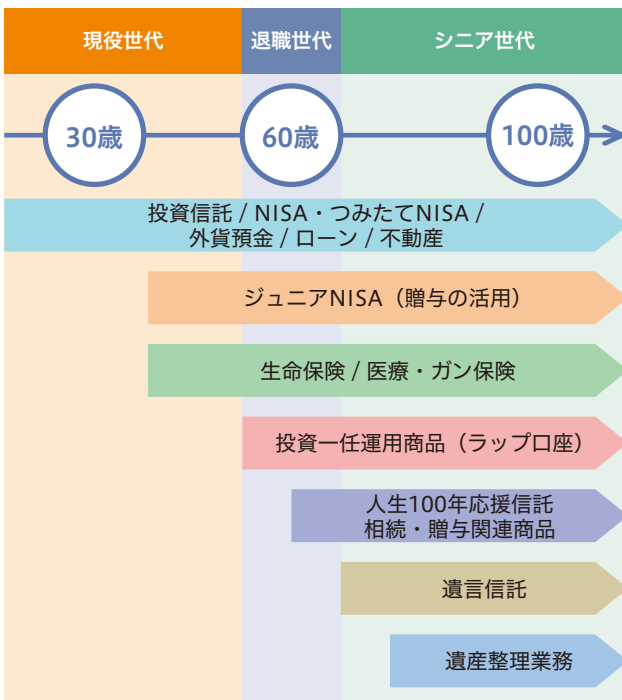 現役世代
退職世代
シニア世代
30歳
60歳
100歳
投資信託 / NISA・つみたてNISA /
外貨預金 / ローン / 不動産
ジュニアNISA（贈与の活用）
生命保険 / 医療・ガン保険
投資一任運用商品（ラップ口座）
人生100年応援信託
相続・贈与関連商品
遺言信託
遺産整理業務